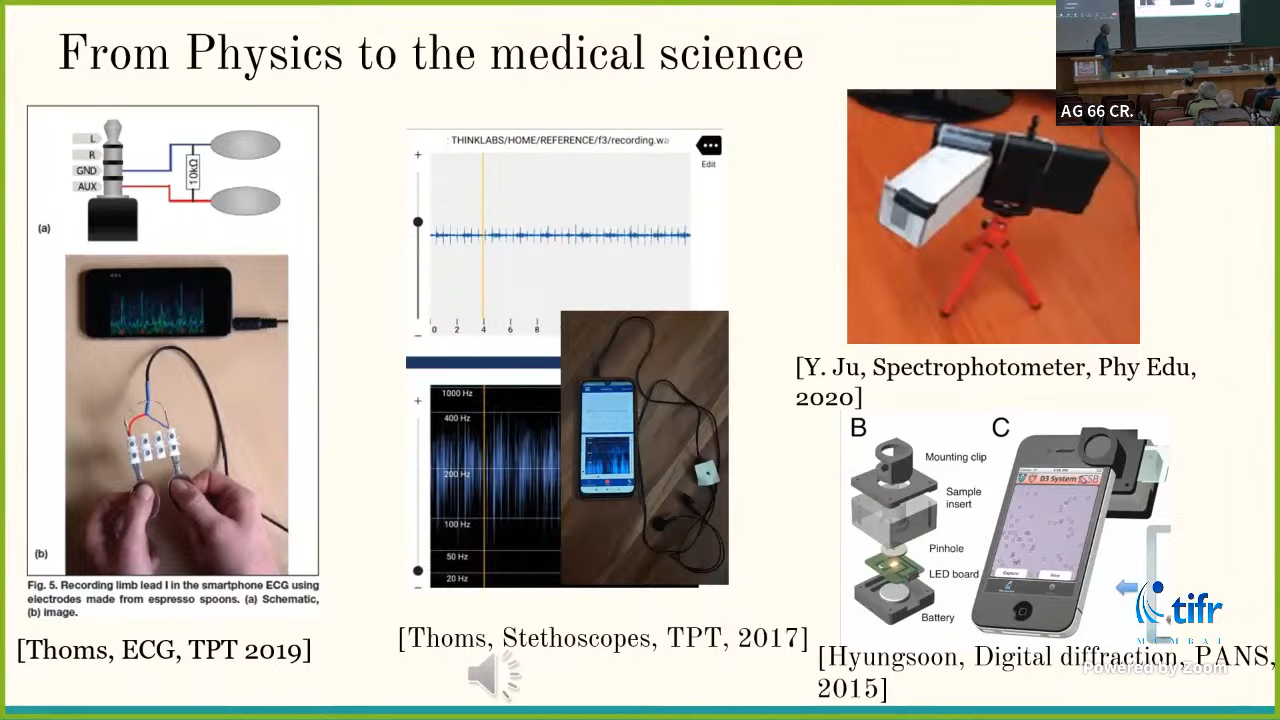 From Physics to the medical science
AG 66 CR.
L
R
GND
AUX
10kΩ
(a)
(b)
Fig. 5. Recording limb lead I in the smartphone ECG using
electrodes made from espresso spoons. (a) Schematic,
(b) image.
[Thoms, ECG, TPT 2019]
: THINKLABS/HOME/REFERENCE/f3/recording.wa
Edit
+
-
0 2 4 6 8
+
-
1000 Hz
400 Hz
200 Hz
100 Hz
50 Hz
20 Hz
[Thoms, Stethoscopes, TPT, 2017]
[Y. Ju, Spectrophotometer, Phy Edu,
2020]
B
C
Mounting clip
Sample
insert
Pinhole
LED board
Battery
D3 System
Capture
View
tifr
MUMBAI
[Hyungsoon, Digital diffraction, PANS,
2015]
Powered by Zoom